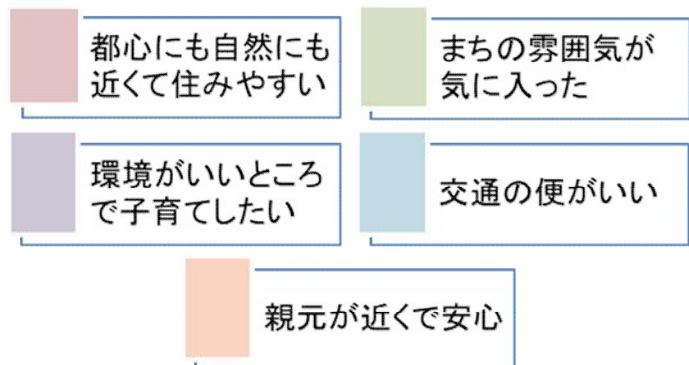 都心にも自然にも
近くて住みやすい
まちの雰囲気が
気に入った
環境がいいところ
で子育てしたい
交通の便がいい
親元が近くで安心